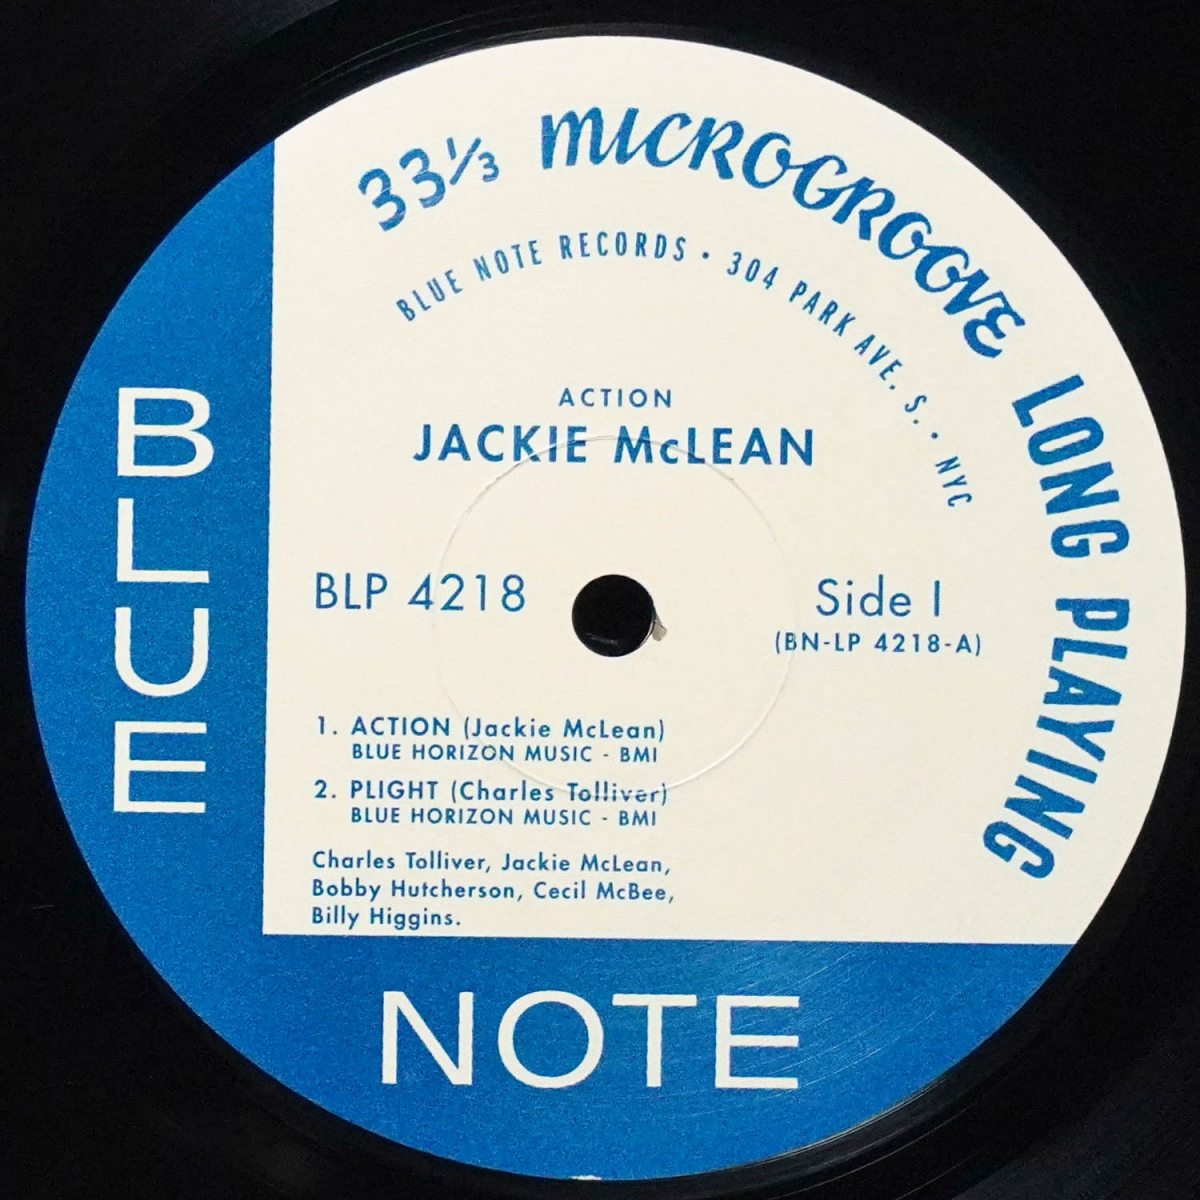 33⅓ MICROGROOVE LONG PLAYING
BLUE NOTE RECORDS • 304 PARK AVE. S. • NYC
ACTION
JACKIE McLEAN
BLP 4218
Side I
(BN-LP 4218-A)
1. ACTION (Jackie McLean)
BLUE HORIZON MUSIC - BMI
2. PLIGHT (Charles Tolliver)
BLUE HORIZON MUSIC - BMI
Charles Tolliver, Jackie McLean,
Bobby Hutcherson, Cecil McBee,
Billy Higgins.
BLUE
NOTE